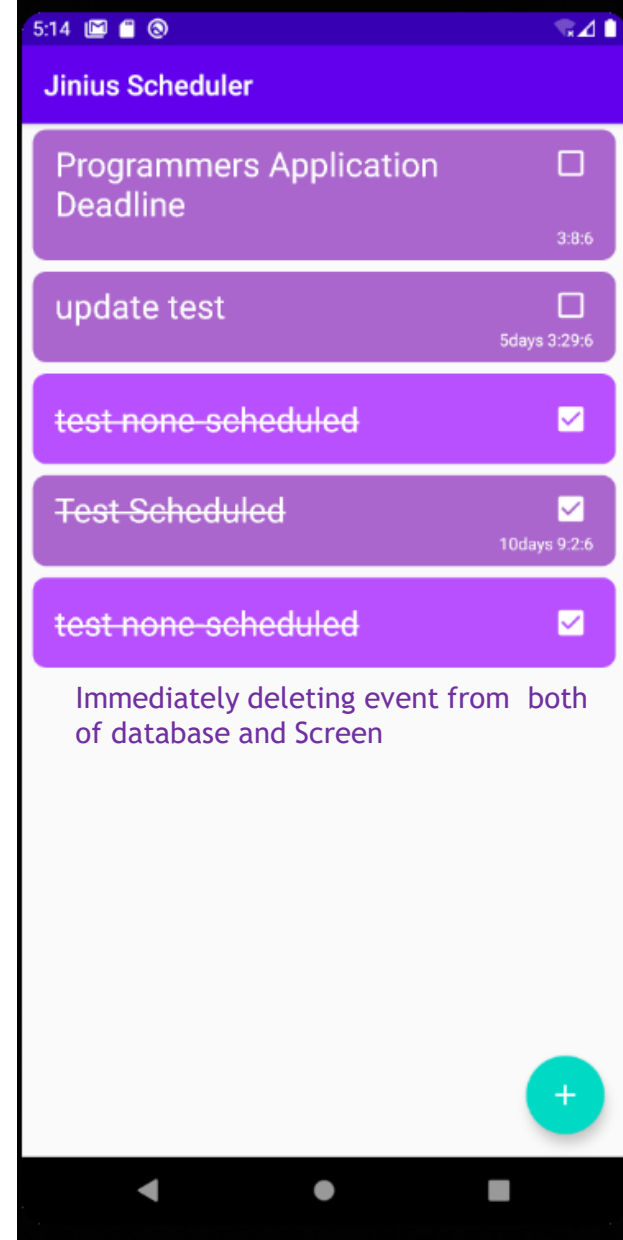 5:14
Jinius Scheduler
Programmers Application
Deadline
3:8:6
update test
5days 3:29:6
test none scheduled
Test Scheduled
10days 9:2:6
test none scheduled
Immediately deleting event from both
of database and Screen